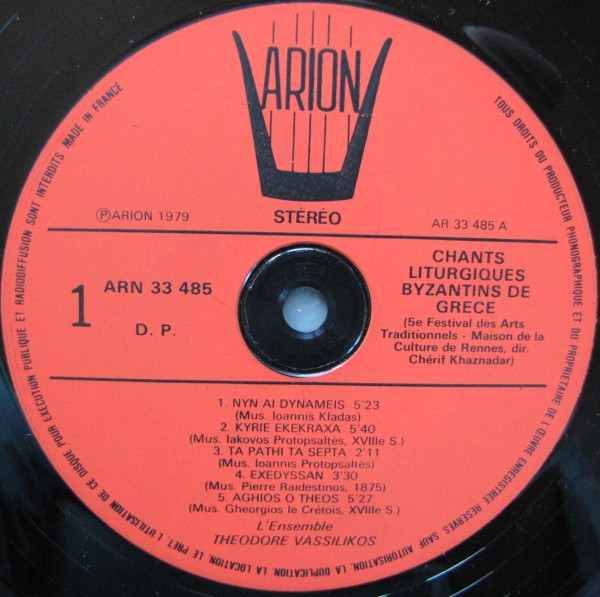 ARION
TOUS DROITS DU PRODUCTEUR PHONOGRAPHIQUE ET DU PROPRIETAIRE DE L'ŒUVRE ENREGISTREE RESERVES SAUF AUTORISATION. LA DUPLICATION. LA LOCATION. LE PRET L'UTILISATION DE CE DISQUE POUR EXECUTION PUBLIQUE ET RADIODIFFUSION SONT INTERDITS MADE IN FRANCE
ⓅARION 1979
STÉRÉO
AR 33 485 A
1
ARN 33 485
D. P.
CHANTS
LITURGIQUES
BYZANTINS DE
GRECE
(5e Festival des Arts
Traditionnels - Maison de la
Culture de Rennes, dir.
Chérif Khaznadar)
1. NYN AI DYNAMEIS 5'23
(Mus. Ioannis Kladas)
2. KYRIE EKEKRAXA 5'40
(Mus. Iakovos Protopsaltès, XVIIIe S.)
3. TA PATHI TA SEPTA 2'11
(Mus. Ioannis Protopsaltès)
4. EXEDYSSAN 3'30
(Mus. Pierre Raidestinos, 1875)
5. AGHIOS O THEOS 5'27
(Mus. Gheorgios le Crétois, XVIIIe S.)
L'Ensemble
THEODORE VASSILIKOS